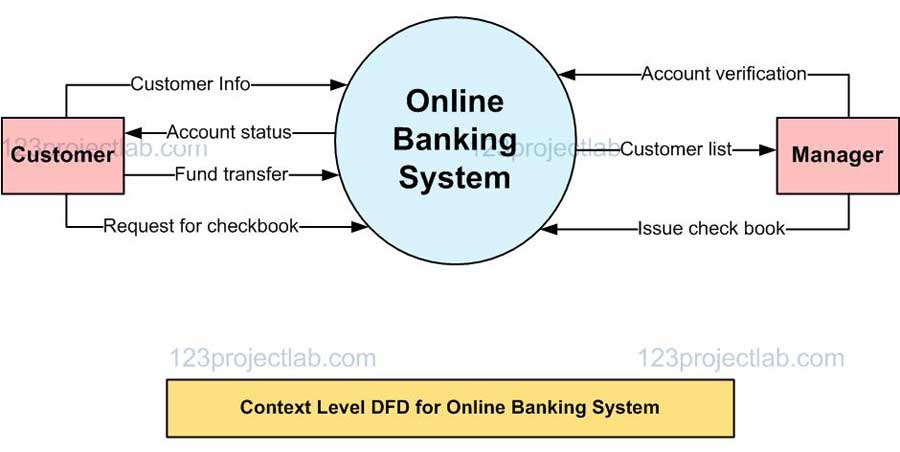 Customer Info
Account status
Fund transfer
Request for checkbook
Customer
Online
Banking
System
Account verification
Customer list
Issue check book
Manager
123projectlab.com
123projectlab.com
123projectlab.com
123projectlab.com
Context Level DFD for Online Banking System